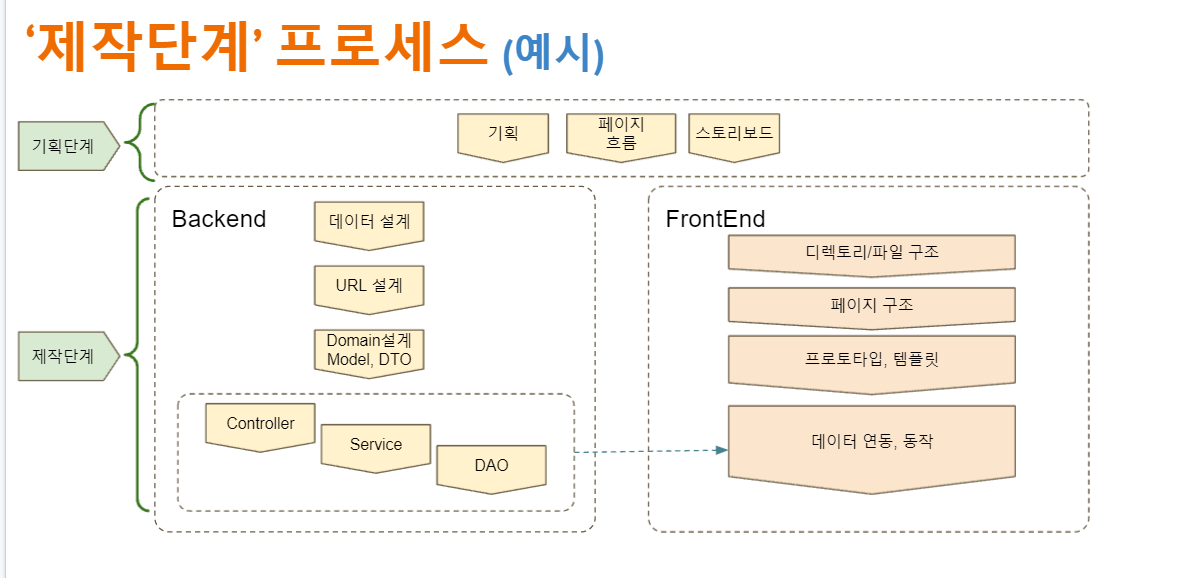 ‘제작단계’ 프로세스 (예시)
기획단계
기획
페이지
흐름
스토리보드
제작단계
Backend
데이터 설계
URL 설계
Domain설계
Model, DTO
Controller
Service
DAO
FrontEnd
디렉토리/파일 구조
페이지 구조
프로토타입, 템플릿
데이터 연동, 동작